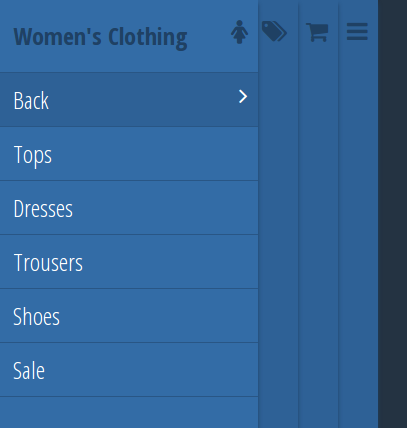 Women's Clothing
Back
Tops
Dresses
Trousers
Shoes
Sale